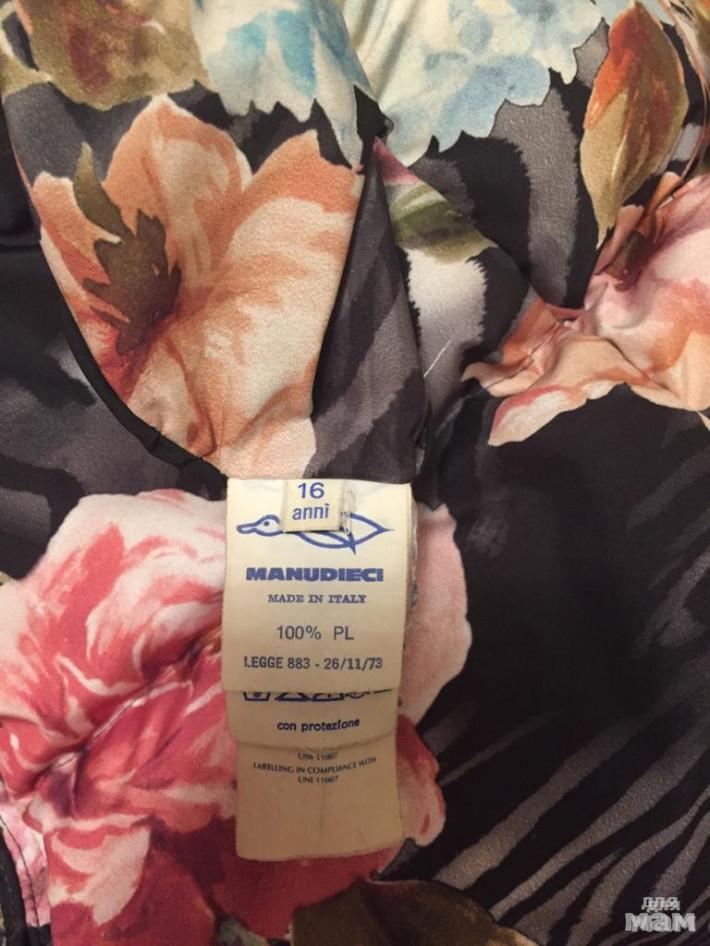 16
anni
MANUDIECI
MADE IN ITALY
100% PL
LEGGE 883 - 26/11/73
con protezione
UNI 11007
LABELLING IN COMPLIANCE WITH
UNI 11007
для
мам